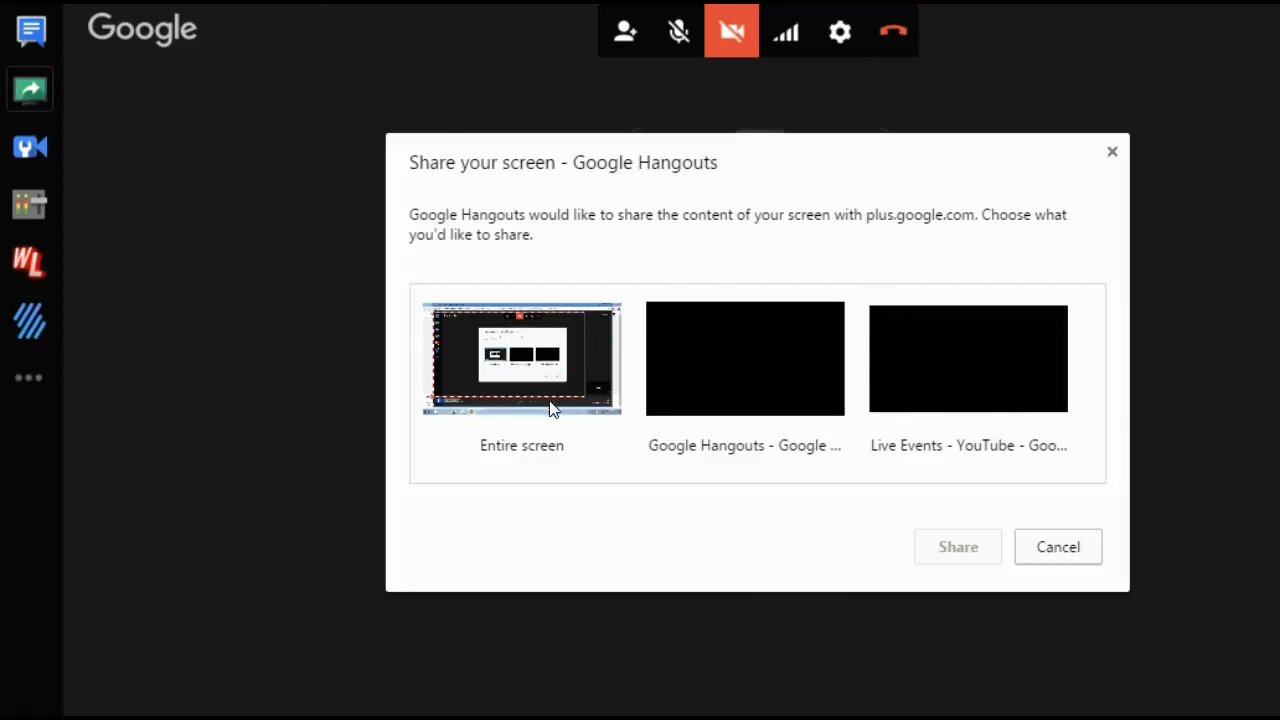 Google
Share your screen - Google Hangouts
Google Hangouts would like to share the content of your screen with plus.google.com. Choose what
you'd like to share.
Entire screen
Google Hangouts - Google ...
Live Events - YouTube - Goo...
Share
Cancel
WL